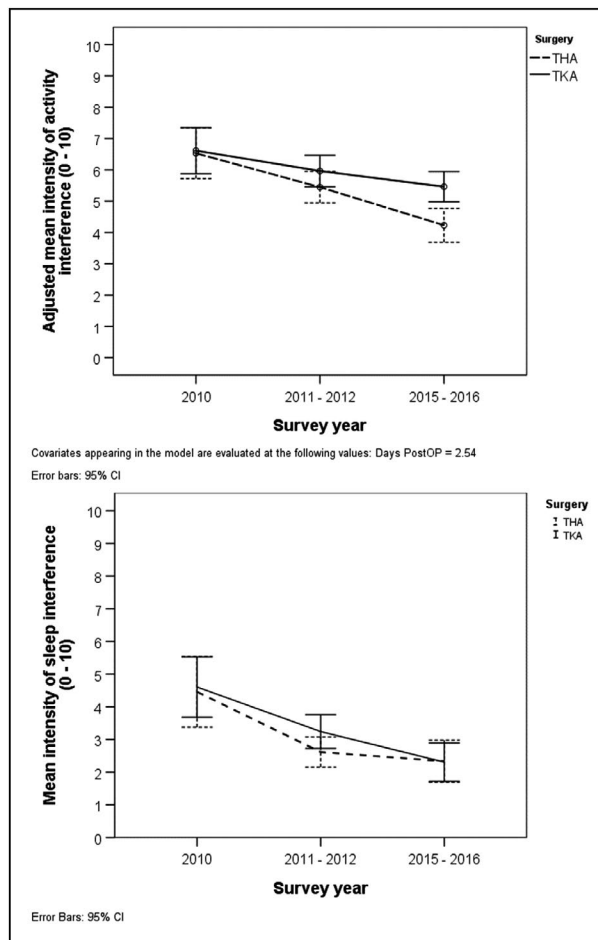 Surgery
THA
TKA
Adjusted mean intensity of activity
interference (0 - 10)
10
9
8
7
6
5
4
3
2
1
0
2010
2011 - 2012
2015 - 2016
Survey year
Covariates appearing in the model are evaluated at the following values: Days PostOP = 2.54
Error bars: 95% CI
Surgery
THA
TKA
Mean intensity of sleep interference
(0 - 10)
10
9
8
7
6
5
4
3
2
1
0
2010
2011 - 2012
2015 - 2016
Survey year
Error Bars: 95% CI